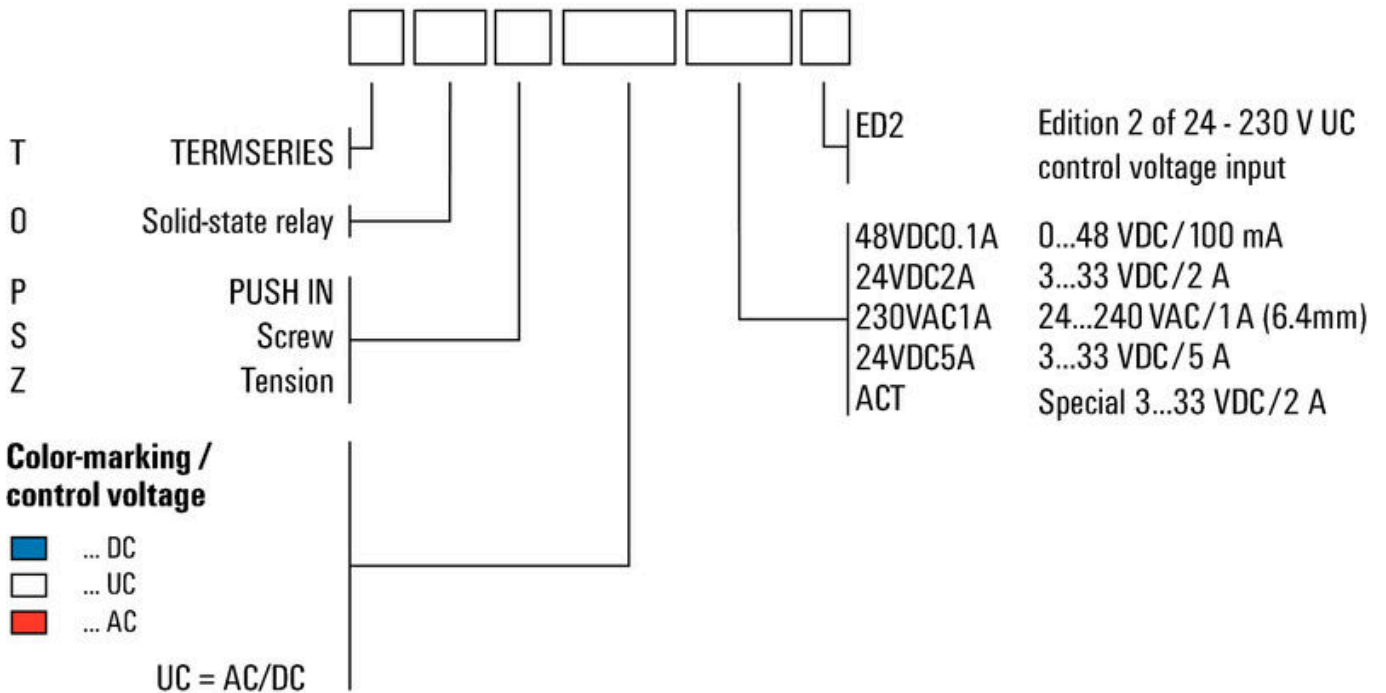 T TERMSERIES
O Solid-state relay
P PUSH IN
S Screw
Z Tension
Color-marking /
control voltage
... DC
... UC
... AC
UC = AC/DC
ED2 Edition 2 of 24 - 230 V UC
control voltage input
48VDC0.1A 0...48 VDC/100 mA
24VDC2A 3...33 VDC/2 A
230VAC1A 24...240 VAC/1 A (6.4mm)
24VDC5A 3...33 VDC/5 A
ACT Special 3...33 VDC/2 A